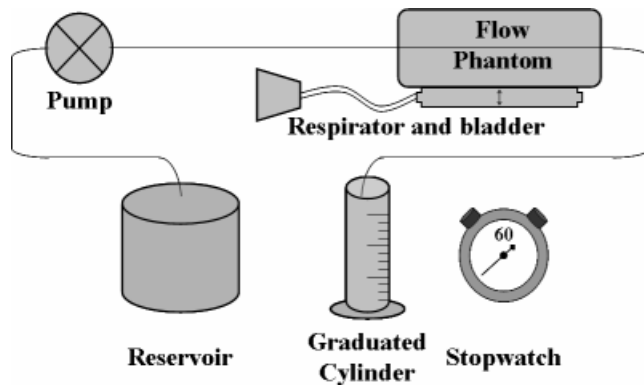 Flow
Phantom
Pump
Respirator and bladder
60
Reservoir
Graduated
Cylinder
Stopwatch